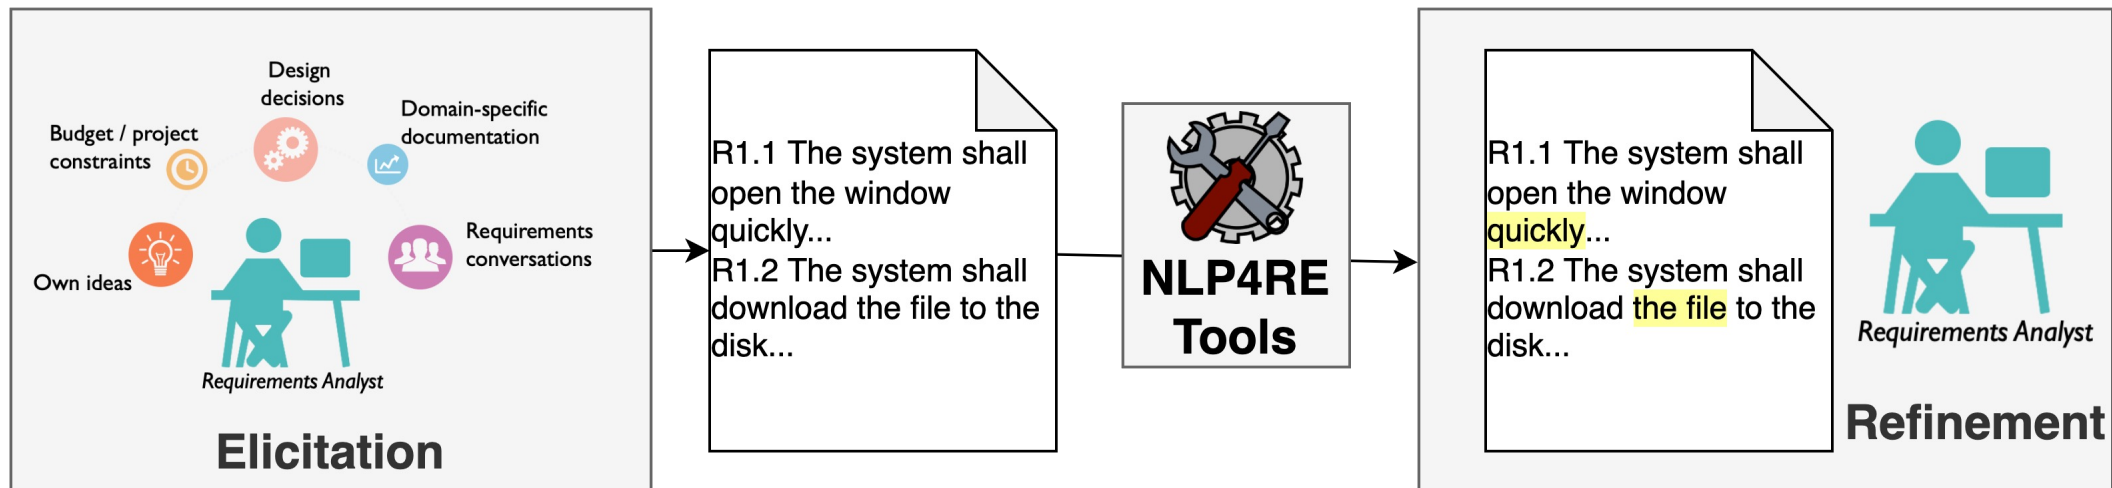 Design
decisions
Domain-specific
documentation
Budget / project
constraints
Requirements
conversations
Own ideas
Requirements Analyst
Elicitation
R1.1 The system shall
open the window
quickly...
R1.2 The system shall
download the file to the
disk...
NLP4RE
Tools
R1.1 The system shall
open the window
quickly...
R1.2 The system shall
download the file to the
disk...
Requirements Analyst
Refinement